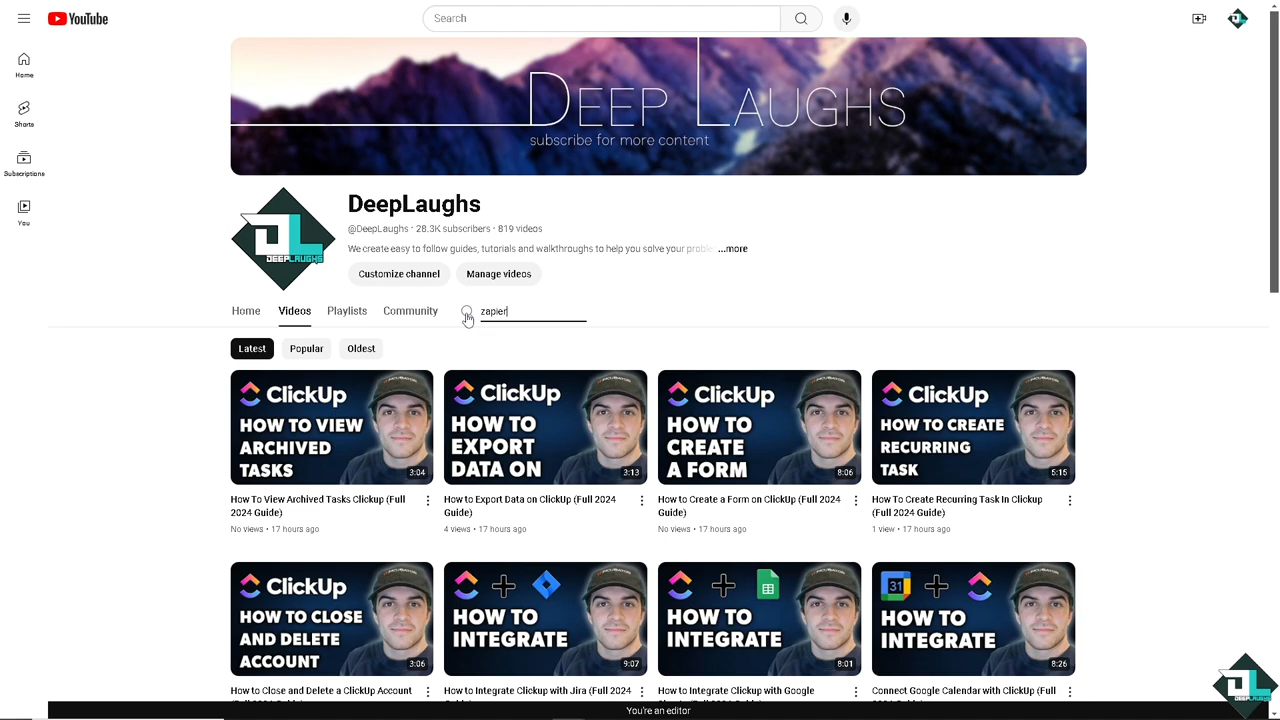 YouTube
Search
Home
Shorts
Subscriptions
You
DEEP LAUGHS
subscribe for more content
DL
DEEPLAUGHS
DeepLaughs
@DeepLaughs · 28.3K subscribers · 819 videos
We create easy to follow guides, tutorials and walkthroughs to help you solve your proble ...more
Customize channel
Manage videos
Home
Videos
Playlists
Community
zapier
Latest
Popular
Oldest
ClickUp
HOW TO VIEW
ARCHIVED
TASKS
3:04
ClickUp
HOW TO
EXPORT
DATA ON
3:13
ClickUp
HOW TO
CREATE
A FORM
8:06
ClickUp
HOW TO CREATE
RECURRING
TASK
5:15
How To View Archived Tasks Clickup (Full
2024 Guide)
No views · 17 hours ago
How to Export Data on ClickUp (Full 2024
Guide)
4 views · 17 hours ago
How to Create a Form on ClickUp (Full 2024
Guide)
No views · 17 hours ago
How To Create Recurring Task In Clickup
(Full 2024 Guide)
1 view · 17 hours ago
ClickUp
HOW TO CLOSE
AND DELETE
ACCOUNT
3:06
HOW TO
INTEGRATE
9:07
HOW TO
INTEGRATE
8:01
31
HOW TO
INTEGRATE
8:26
How to Close and Delete a ClickUp Account
How to Integrate Clickup with Jira (Full 2024
How to Integrate Clickup with Google
Connect Google Calendar with ClickUp (Full
You're an editor
DL
DEEPLAUGHS